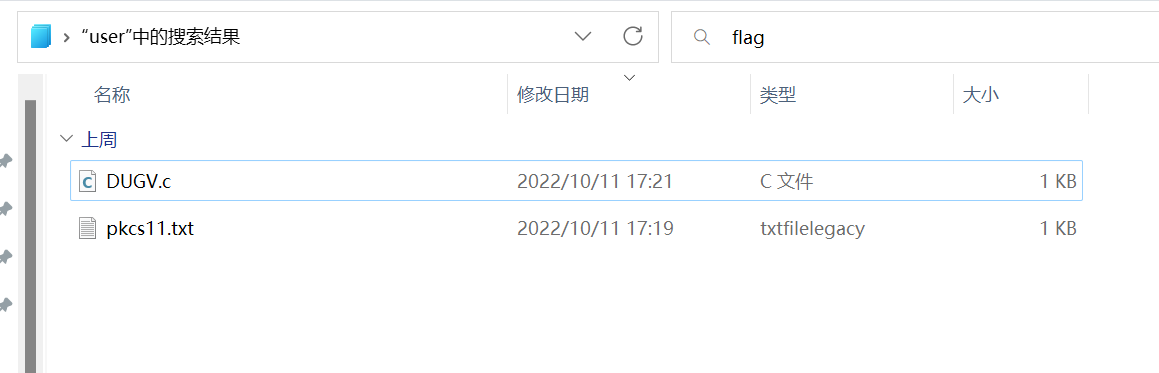 “user”中的搜索结果
flag
名称 修改日期 类型 大小
上周
DUGV.c 2022/10/11 17:21 C 文件 1 KB
pkcs11.txt 2022/10/11 17:19 txtfilelegacy 1 KB